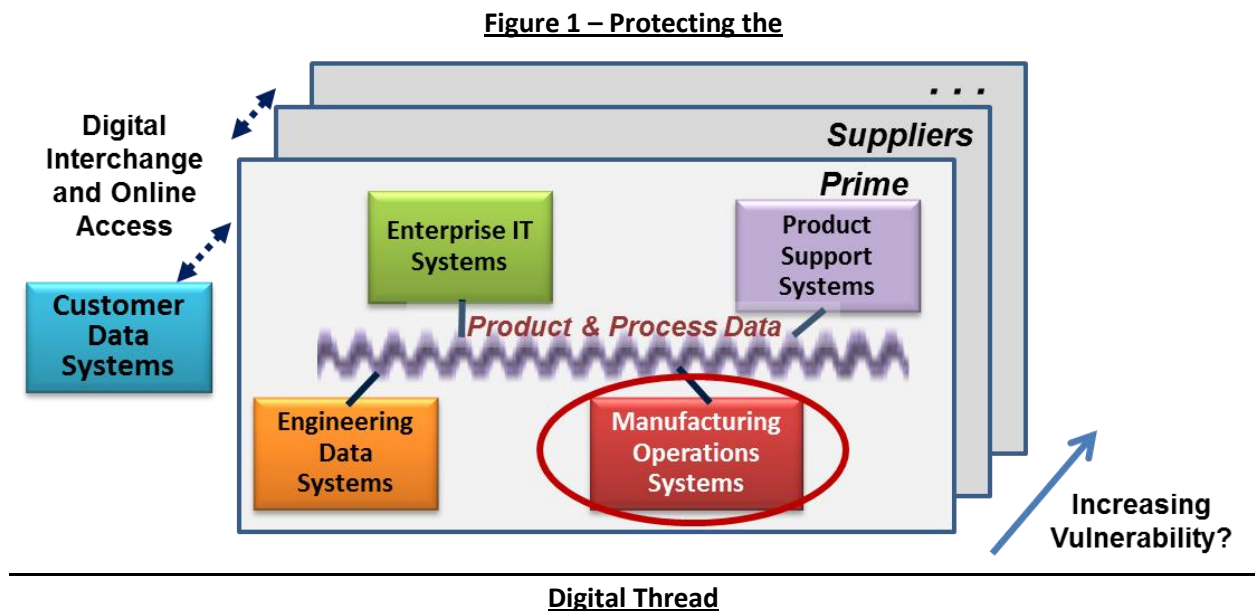 Figure 1 – Protecting the
. . .
Suppliers
Prime
Digital
Interchange
and Online
Access
Enterprise IT
Systems
Product
Support
Systems
Customer
Data
Systems
Product & Process Data
Engineering
Data
Systems
Manufacturing
Operations
Systems
Increasing
Vulnerability?
Digital Thread